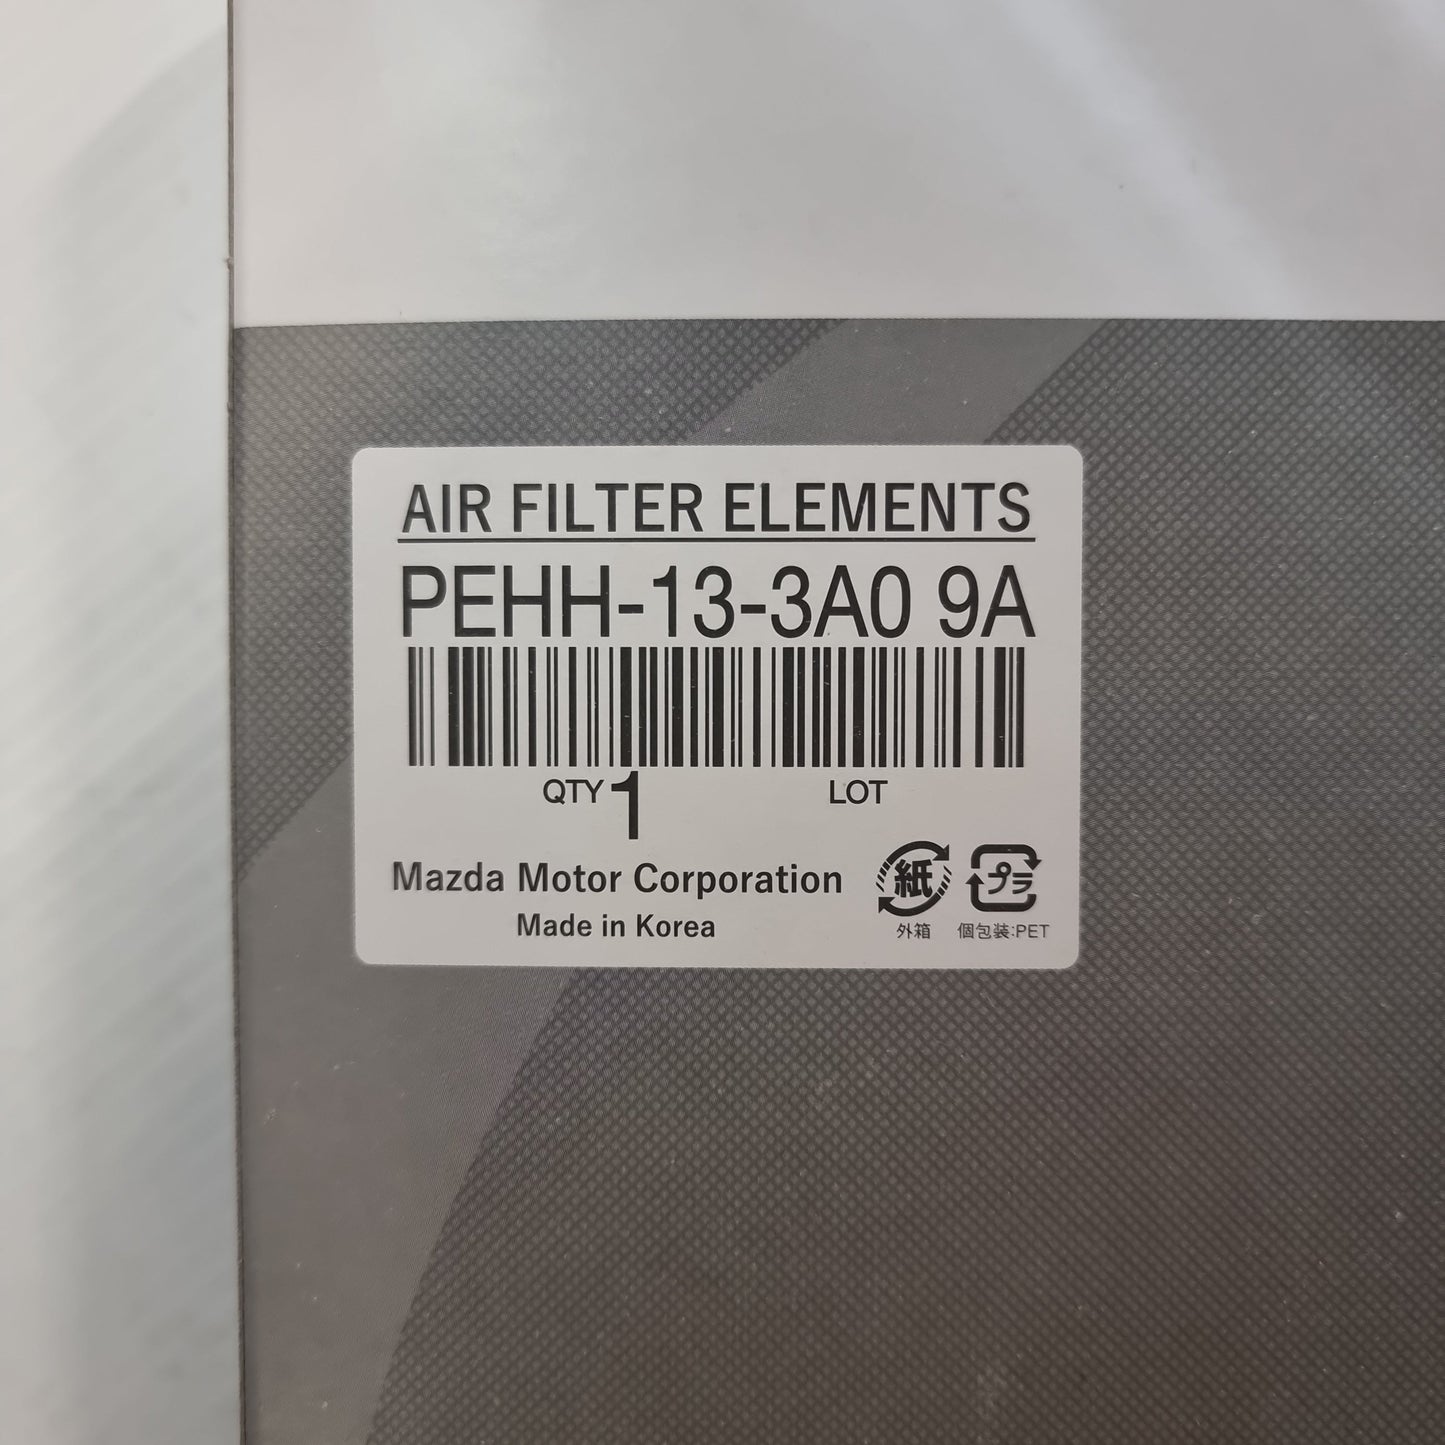 AIR FILTER ELEMENTS
PEHH-13-3A0 9A
QTY 1 LOT
Mazda Motor Corporation
Made in Korea
紙
外箱
プラ
個包装:PET